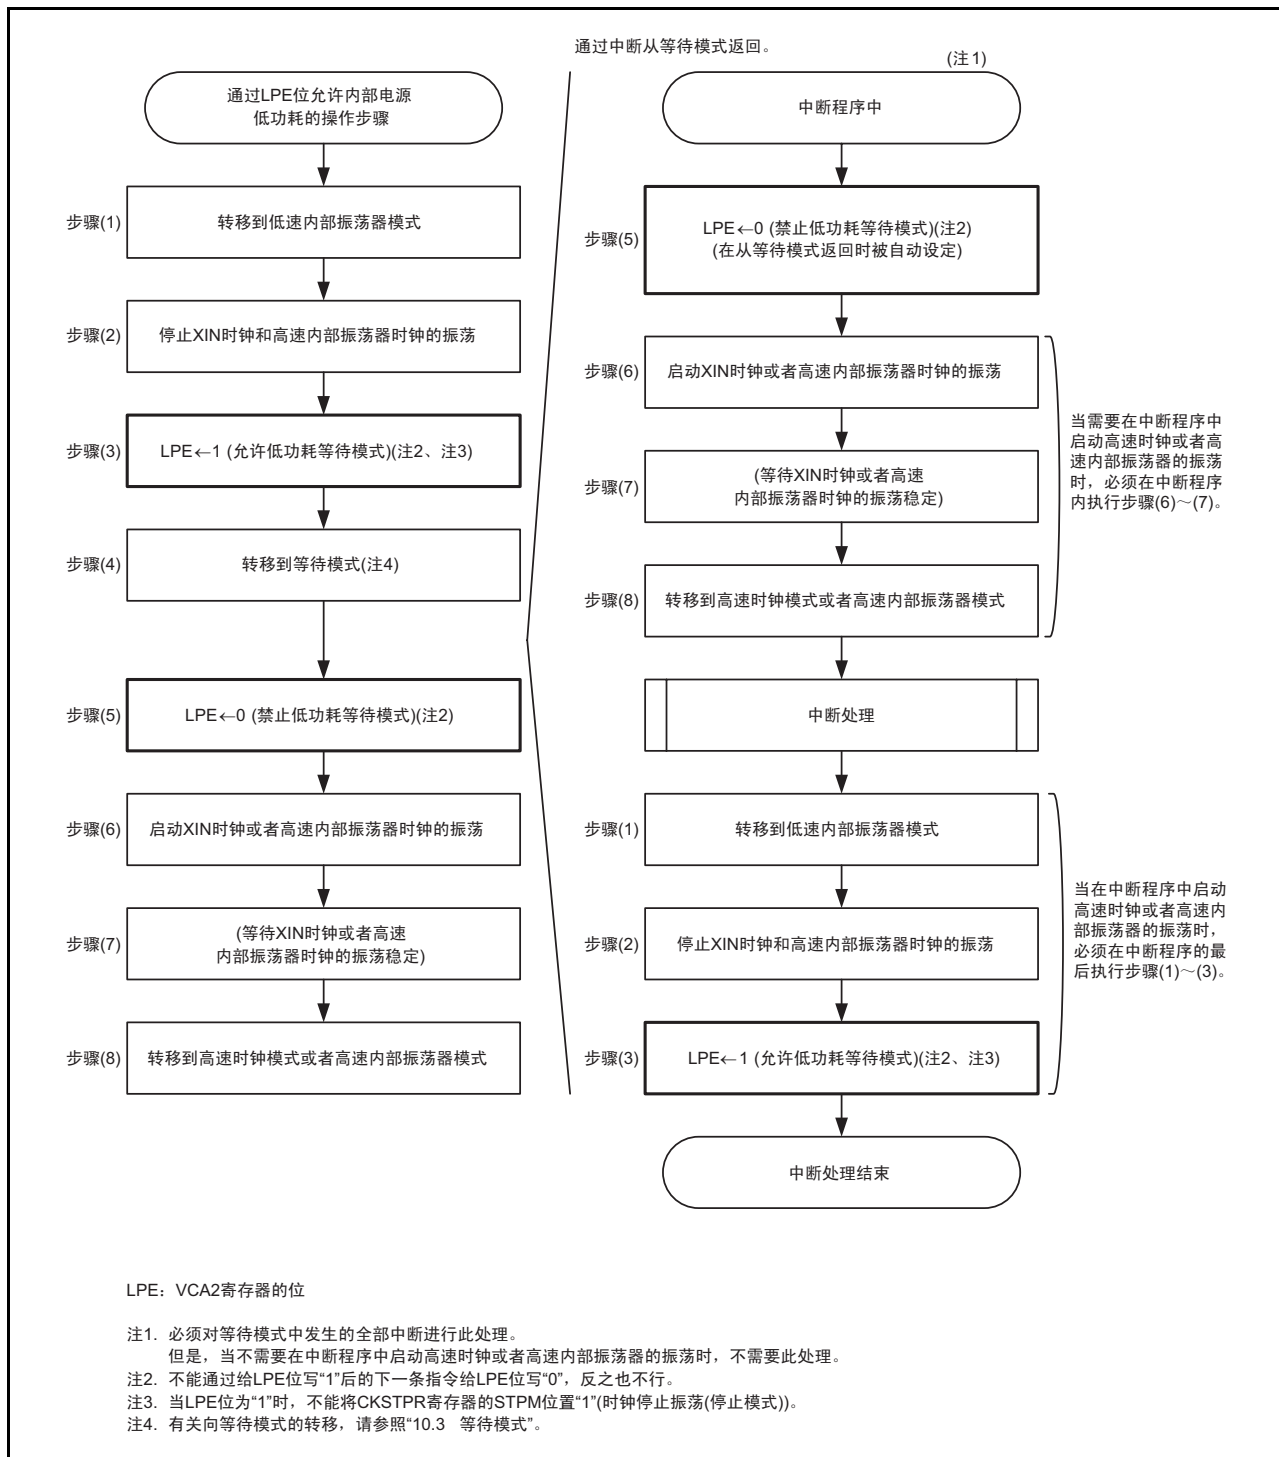 通过LPE位允许内部电源
低功耗的操作步骤
步骤(1)
转移到低速内部振荡器模式
步骤(2)
停止XIN时钟和高速内部振荡器时钟的振荡
步骤(3)
LPE←1 (允许低功耗等待模式)(注2、注3)
步骤(4)
转移到等待模式(注4)
步骤(5)
LPE←0 (禁止低功耗等待模式)(注2)
步骤(6)
启动XIN时钟或者高速内部振荡器时钟的振荡
步骤(7)
(等待XIN时钟或者高速
内部振荡器时钟的振荡稳定)
步骤(8)
转移到高速时钟模式或者高速内部振荡器模式
通过中断从等待模式返回。
(注1)
中断程序中
步骤(5)
LPE←0 (禁止低功耗等待模式)(注2)
(在从等待模式返回时被自动设定)
步骤(6)
启动XIN时钟或者高速内部振荡器时钟的振荡
步骤(7)
(等待XIN时钟或者高速
内部振荡器时钟的振荡稳定)
步骤(8)
转移到高速时钟模式或者高速内部振荡器模式
当需要在中断程序中
启动高速时钟或者高
速内部振荡器的振荡
时，必须在中断程序
内执行步骤(6)～(7)。
中断处理
步骤(1)
转移到低速内部振荡器模式
步骤(2)
停止XIN时钟和高速内部振荡器时钟的振荡
步骤(3)
LPE←1 (允许低功耗等待模式)(注2、注3)
当在中断程序中启动
高速时钟或者高速内
部振荡器的振荡时，
必须在中断程序的最
后执行步骤(1)～(3)。
中断处理结束
LPE：VCA2寄存器的位
注1. 必须对等待模式中发生的全部中断进行此处理。
但是，当不需要在中断程序中启动高速时钟或者高速内部振荡器的振荡时，不需要此处理。
注2. 不能通过给LPE位写“1”后的下一条指令给LPE位写“0”，反之也不行。
注3. 当LPE位为“1”时，不能将CKSTPR寄存器的STPM位置“1”(时钟停止振荡(停止模式))。
注4. 有关向等待模式的转移，请参照“10.3 等待模式”。